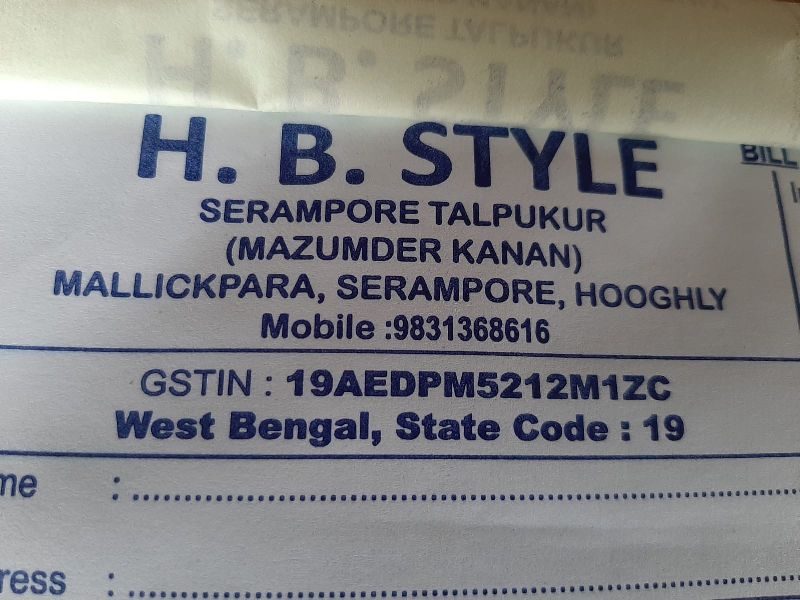 H. B. STYLE
BILL
SERAMPORE TALPUKUR
(MAZUMDER KANAN)
MALLICKPARA, SERAMPORE, HOOGHLY
Mobile :9831368616
GSTIN : 19AEDPM5212M1ZC
West Bengal, State Code : 19
me :
ress :